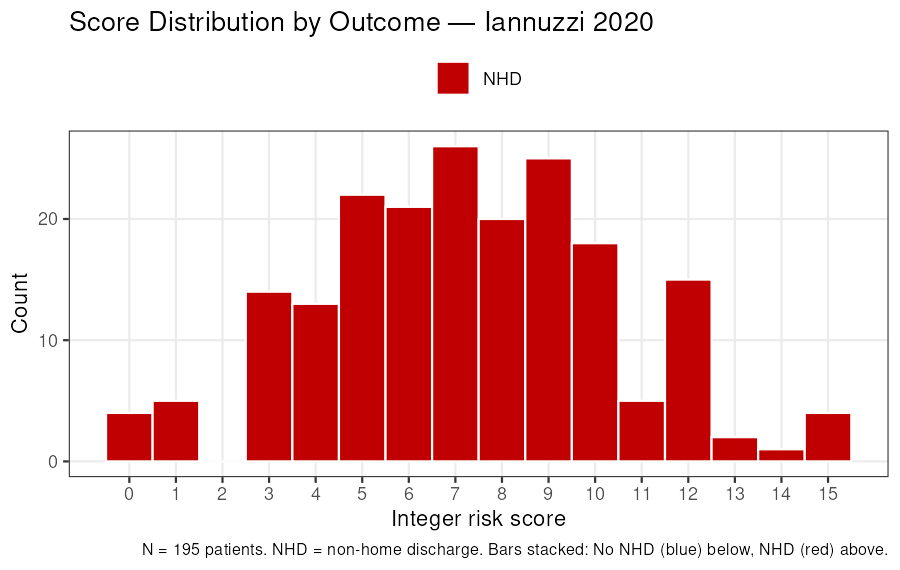 Score Distribution by Outcome — Iannuzzi 2020
NHD
Count
20
10
0
0 1 2 3 4 5 6 7 8 9 10 11 12 13 14 15
Integer risk score
N = 195 patients. NHD = non-home discharge. Bars stacked: No NHD (blue) below, NHD (red) above.